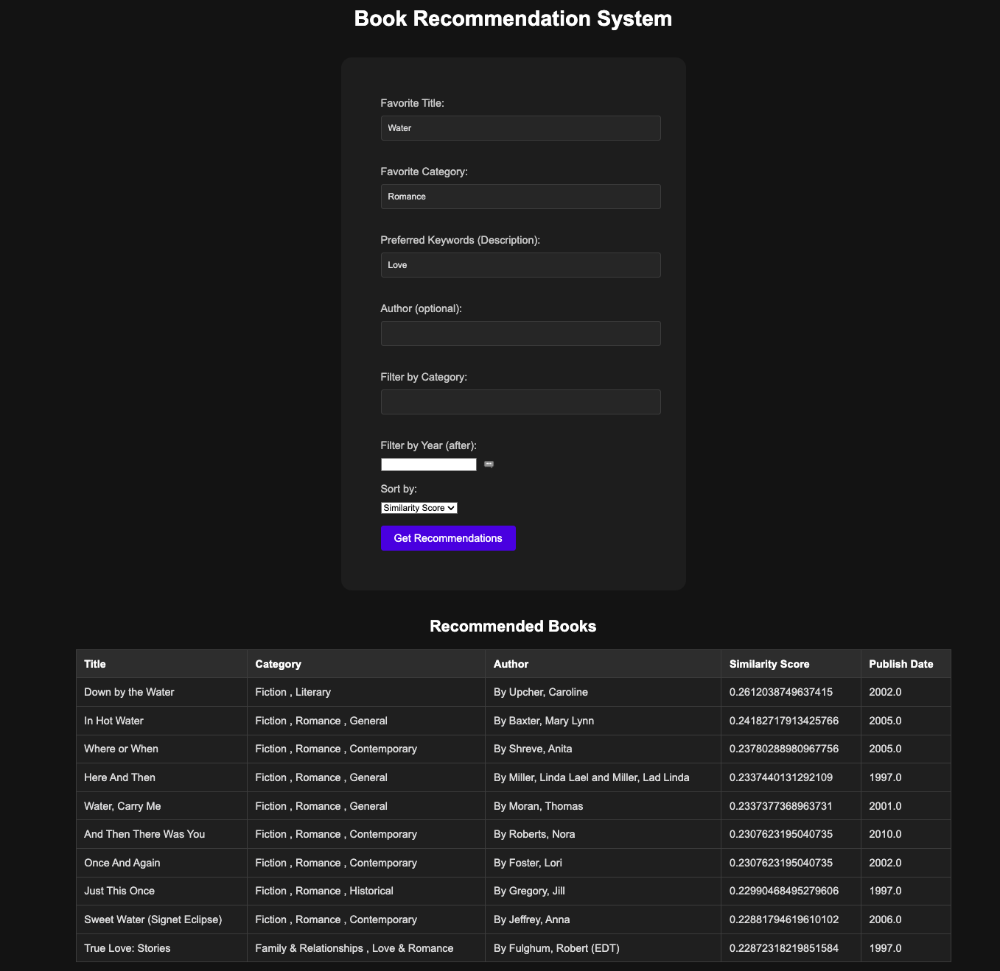 Book Recommendation System
Favorite Title:
Water
Favorite Category:
Romance
Preferred Keywords (Description):
Love
Author (optional):
Filter by Category:
Filter by Year (after):
Sort by:
Similarity Score
Get Recommendations
Recommended Books
Title Category Author Similarity Score Publish Date
Down by the Water Fiction , Literary By Upcher, Caroline 0.2612038749637415 2002.0
In Hot Water Fiction , Romance , General By Baxter, Mary Lynn 0.24182717913425766 2005.0
Where or When Fiction , Romance , Contemporary By Shreve, Anita 0.23780288980967756 2005.0
Here And Then Fiction , Romance , General By Miller, Linda Lael and Miller, Lad Linda 0.2337440131292109 1997.0
Water, Carry Me Fiction , Romance , General By Moran, Thomas 0.2337377368963731 2001.0
And Then There Was You Fiction , Romance , Contemporary By Roberts, Nora 0.2307623195040735 2010.0
Once And Again Fiction , Romance , Contemporary By Foster, Lori 0.2307623195040735 2002.0
Just This Once Fiction , Romance , Historical By Gregory, Jill 0.22990468495279606 1997.0
Sweet Water (Signet Eclipse) Fiction , Romance , Contemporary By Jeffrey, Anna 0.22881794619610102 2006.0
True Love: Stories Family & Relationships , Love & Romance By Fulghum, Robert (EDT) 0.22872318219851584 1997.0